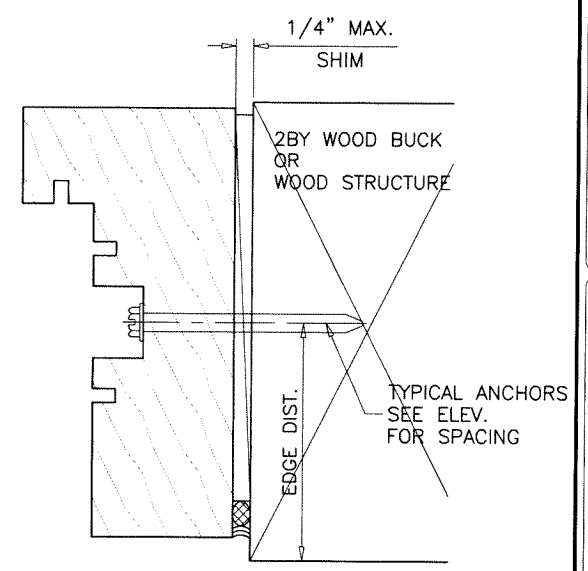 1/4" MAX.
SHIM
2BY WOOD BUCK
OR
WOOD STRUCTURE
EDGE DIST.
TYPICAL ANCHORS
SEE ELEV.
FOR SPACING